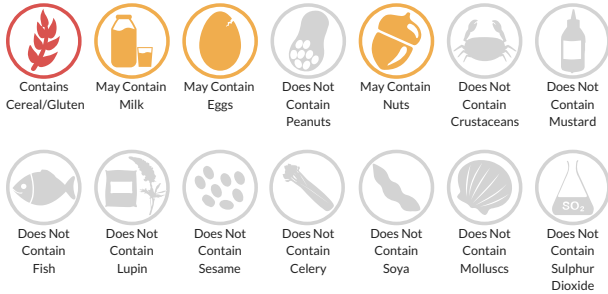 Contains
Cereal/Gluten
May Contain
Milk
May Contain
Eggs
Does Not
Contain
Peanuts
May Contain
Nuts
Does Not
Contain
Crustaceans
Does Not
Contain
Mustard
Does Not
Contain
Fish
Does Not
Contain
Lupin
Does Not
Contain
Sesame
Does Not
Contain
Celery
Does Not
Contain
Soya
Does Not
Contain
Molluscs
SO₂
Does Not
Contain
Sulphur
Dioxide